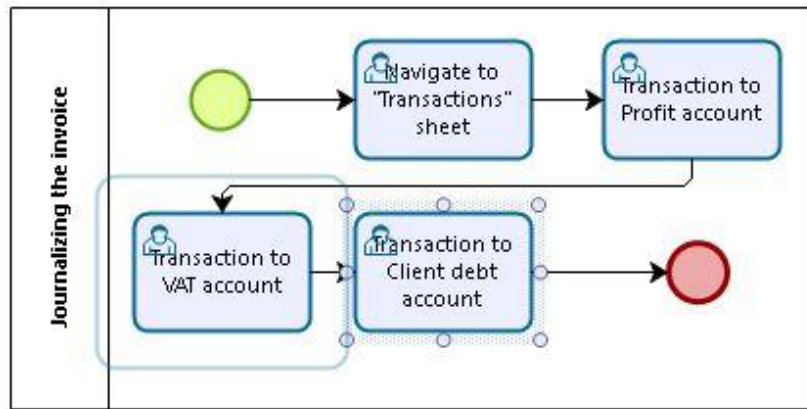 Journalizing the invoice
Navigate to
"Transactions"
sheet
Transaction to
Profit account
Transaction to
VAT account
Transaction to
Client debt
account